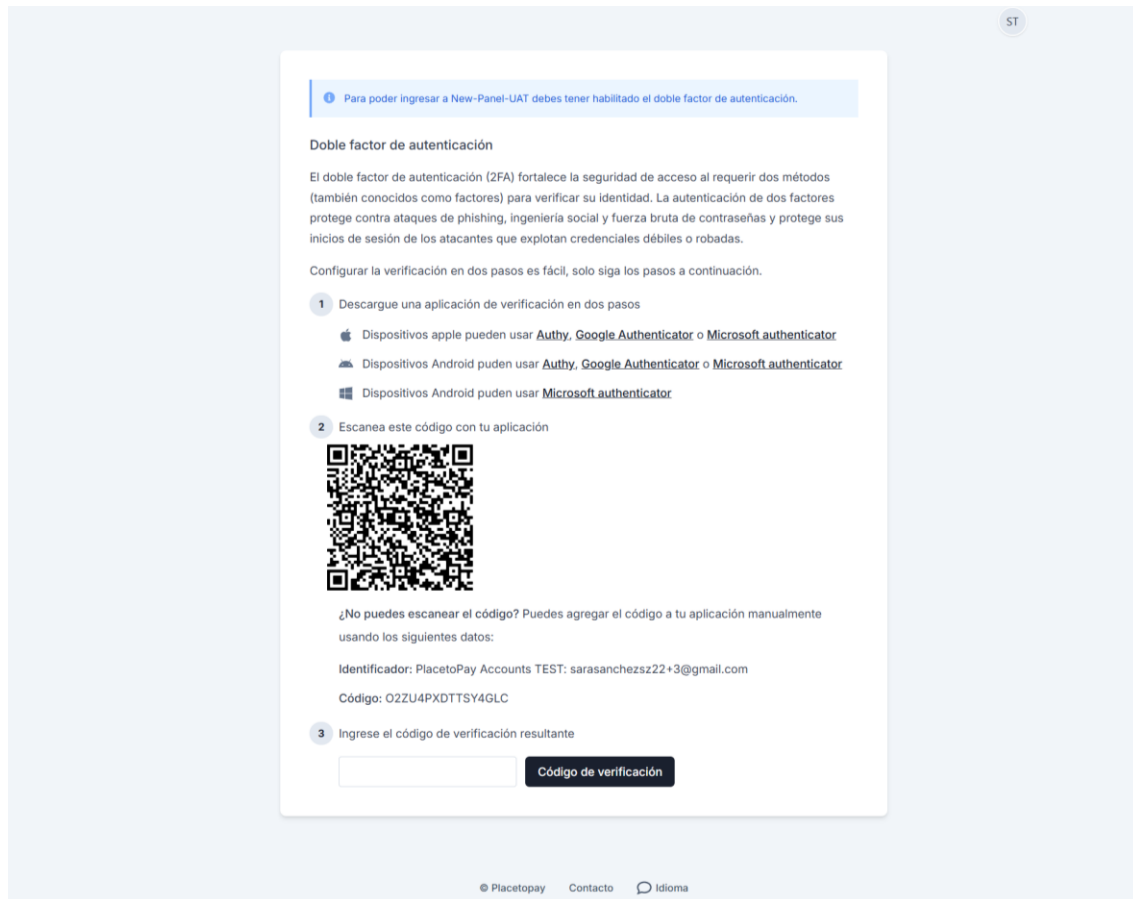 ST
Para poder ingresar a New-Panel-UAT debes tener habilitado el doble factor de autenticación.
Doble factor de autenticación
El doble factor de autenticación (2FA) fortalece la seguridad de acceso al requerir dos métodos
(también conocidos como factores) para verificar su identidad. La autenticación de dos factores
protege contra ataques de phishing, ingeniería social y fuerza bruta de contraseñas y protege sus
inicios de sesión de los atacantes que explotan credenciales débiles o robadas.
Configurar la verificación en dos pasos es fácil, solo siga los pasos a continuación.
1 Descargue una aplicación de verificación en dos pasos
Dispositivos apple pueden usar Authy, Google Authenticator o Microsoft authenticator
Dispositivos Android puden usar Authy, Google Authenticator o Microsoft authenticator
Dispositivos Android puden usar Microsoft authenticator
2 Escanea este código con tu aplicación
¿No puedes escanear el código? Puedes agregar el código a tu aplicación manualmente
usando los siguientes datos:
Identificador: PlacetoPay Accounts TEST: sarasanchezsz22+3@gmail.com
Código: O2ZU4PXDTTSY4GLC
3 Ingrese el código de verificación resultante
Código de verificación
© Placetopay Contacto Idioma